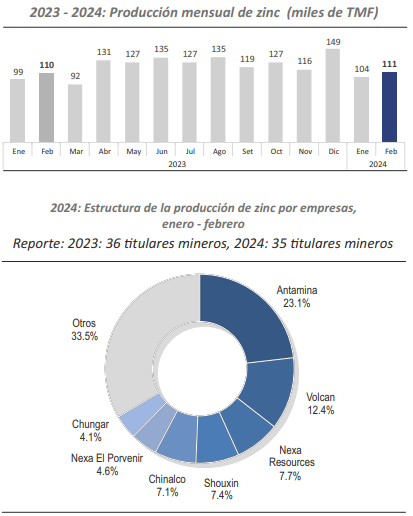 2023 - 2024: Producción mensual de zinc (miles de TMF)
99
110
92
131
127
135
127
135
119
127
116
149
104
111
Ene Feb Mar Abr May Jun Jul Ago Set Oct Nov Dic Ene Feb
2023 2024
2024: Estructura de la producción de zinc por empresas,
enero - febrero
Reporte: 2023: 36 titulares mineros, 2024: 35 titulares mineros
Antamina
23.1%
Volcan
12.4%
Nexa
Resources
7.7%
Shouxin
7.4%
Chinalco
7.1%
Nexa El Porvenir
4.6%
Chungar
4.1%
Otros
33.5%